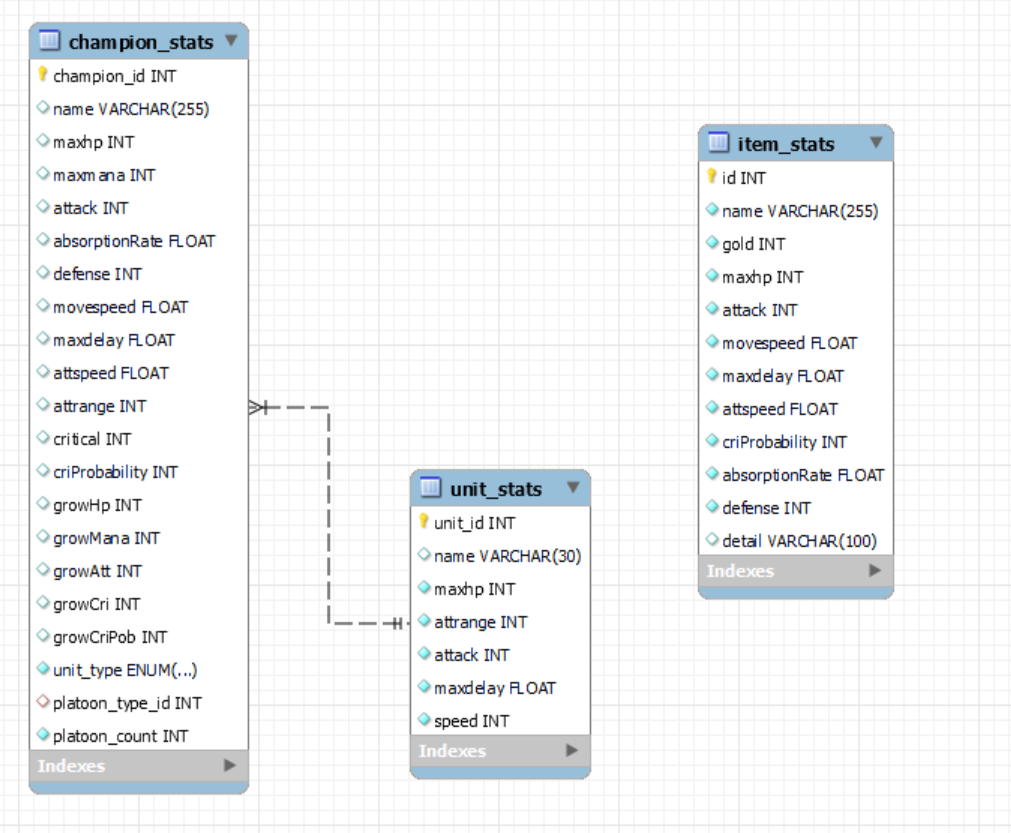 champion_stats
champion_id INT
name VARCHAR(255)
maxhp INT
maxmana INT
attack INT
absorptionRate FLOAT
defense INT
movespeed FLOAT
maxdelay FLOAT
attspeed FLOAT
attrange INT
critical INT
criProbability INT
growHp INT
growMana INT
growAtt INT
growCri INT
growCriPob INT
unit_type ENUM(...)
platoon_type_id INT
platoon_count INT
Indexes
unit_stats
unit_id INT
name VARCHAR(30)
maxhp INT
attrange INT
attack INT
maxdelay FLOAT
speed INT
Indexes
item_stats
id INT
name VARCHAR(255)
gold INT
maxhp INT
attack INT
movespeed FLOAT
maxdelay FLOAT
attspeed FLOAT
criProbability INT
absorptionRate FLOAT
defense INT
detail VARCHAR(100)
Indexes